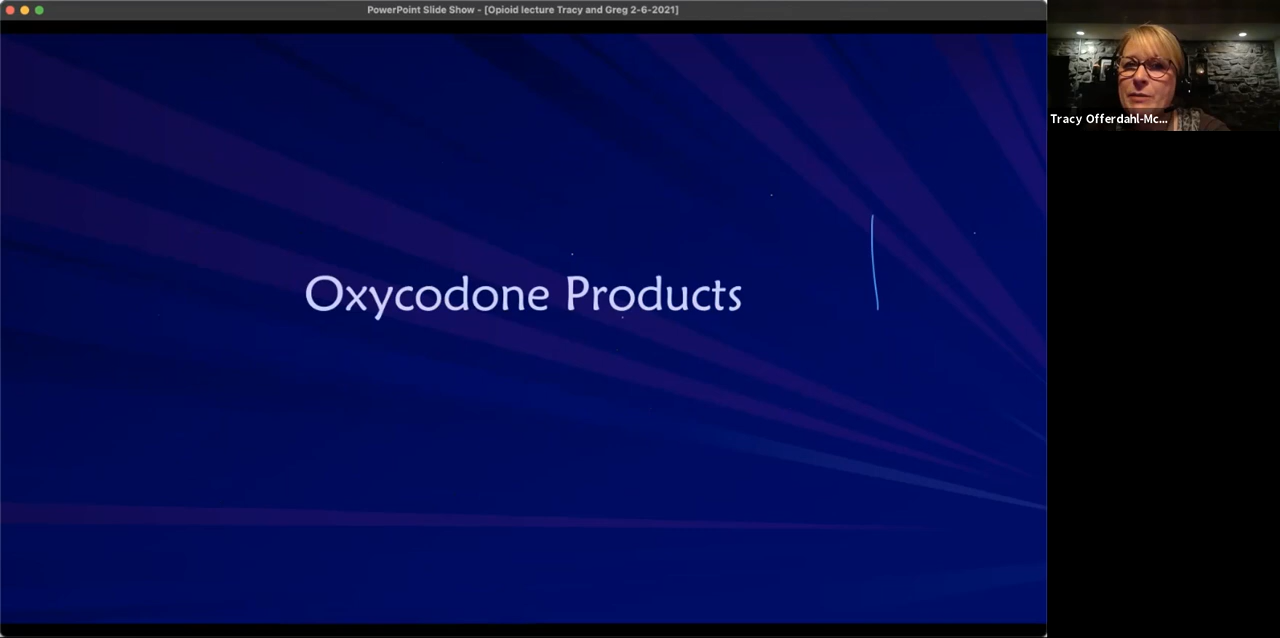 PowerPoint Slide Show - [Opioid lecture Tracy and Greg 2-6-2021]
Tracy Offerdahl-Mc...
Oxycodone Products